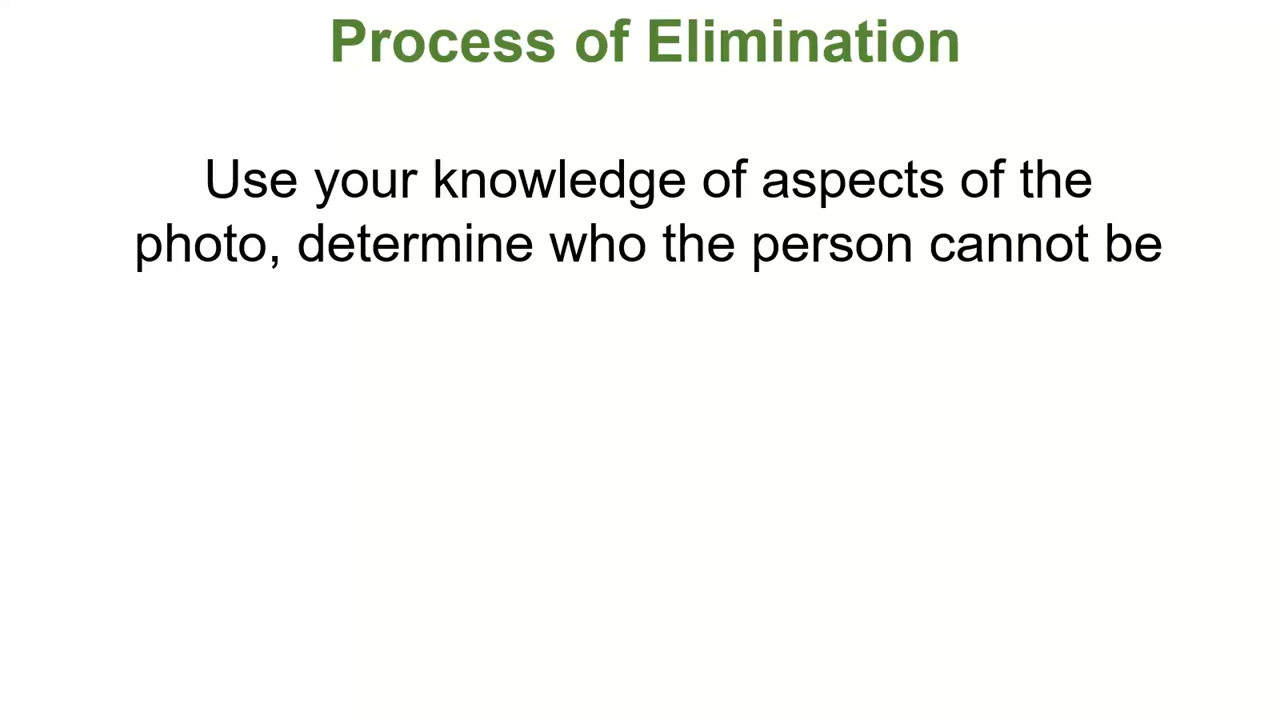 Process of Elimination
Use your knowledge of aspects of the
photo, determine who the person cannot be